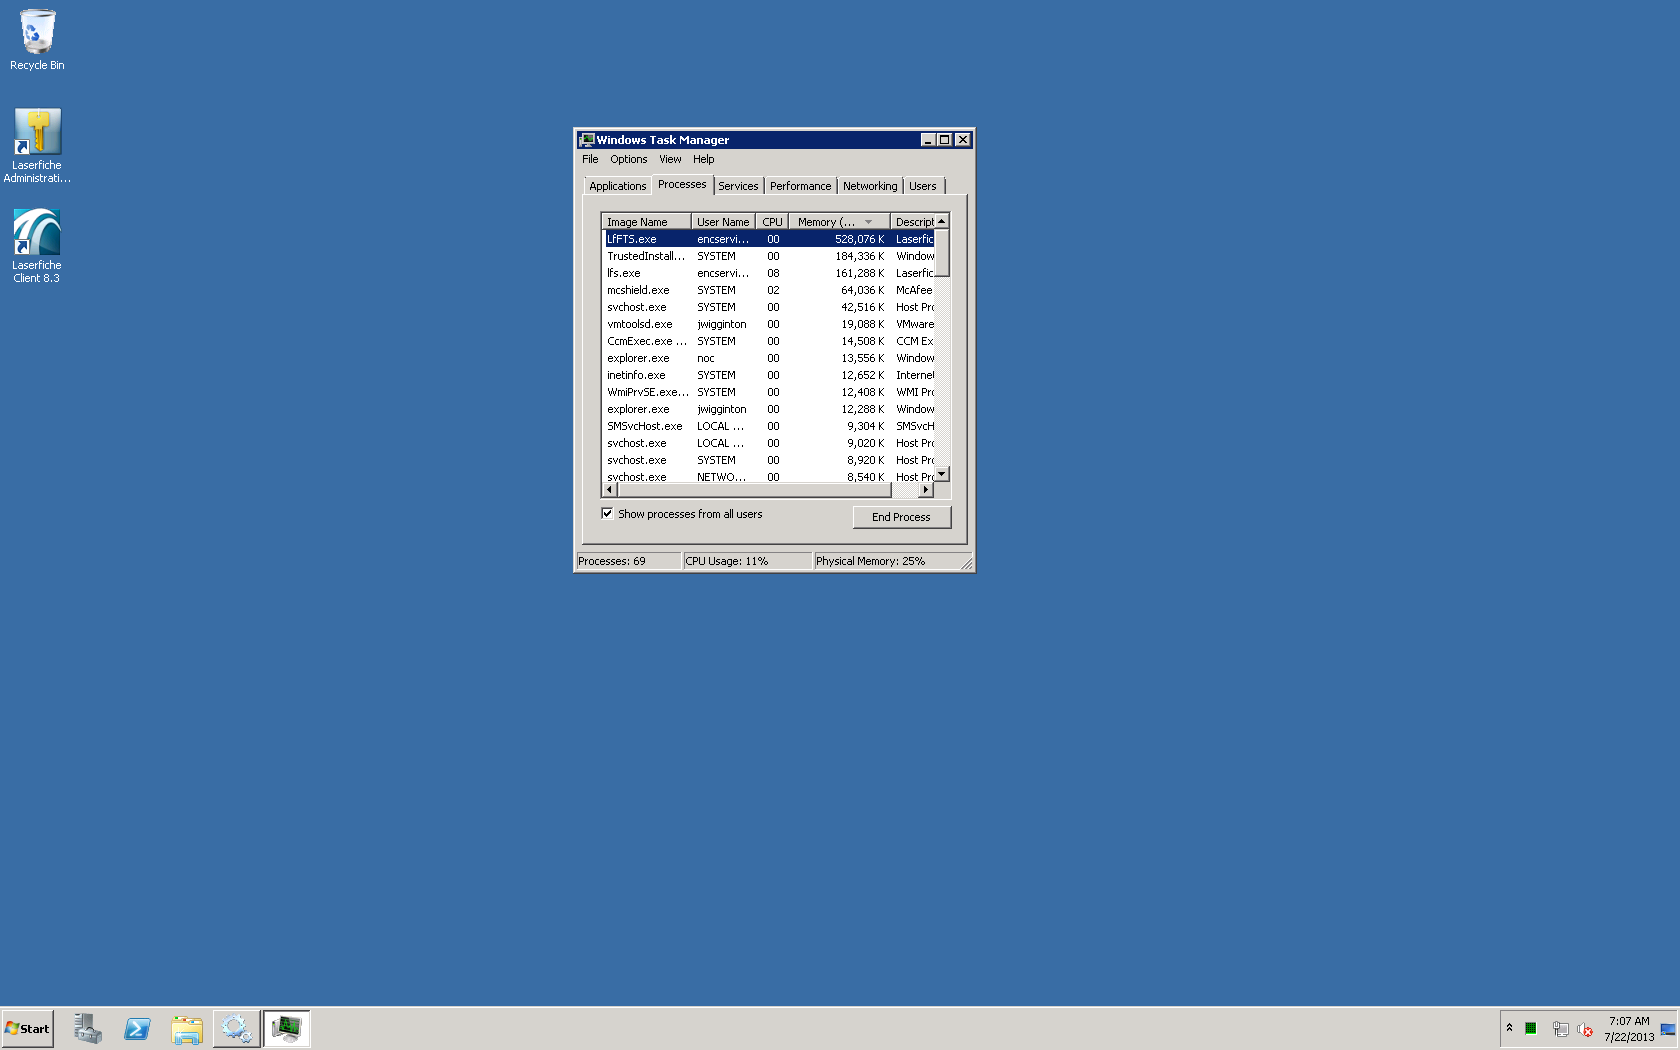 Recycle Bin
Laserfiche
Administrati...
Laserfiche
Client 8.3
Windows Task Manager
File Options View Help
Applications Processes Services Performance Networking Users
Image Name User Name CPU Memory (... Descript
LfFTS.exe encservi... 00 528,076 K Laserfic
TrustedInstall... SYSTEM 00 184,336 K Window
lfs.exe encservi... 08 161,288 K Laserfic
mcshield.exe SYSTEM 02 64,036 K McAfee
svchost.exe SYSTEM 00 42,516 K Host Pro
vmtoolsd.exe jwigginton 00 19,088 K VMware
CcmExec.exe ... SYSTEM 00 14,508 K CCM Ex
explorer.exe noc 00 13,556 K Window
inetinfo.exe SYSTEM 00 12,652 K Internet
WmiPrvSE.exe... SYSTEM 00 12,408 K WMI Pro
explorer.exe jwigginton 00 12,288 K Window
SMSvcHost.exe LOCAL ... 00 9,304 K SMSvcH
svchost.exe LOCAL ... 00 9,020 K Host Pro
svchost.exe SYSTEM 00 8,920 K Host Pro
svchost.exe NETWO... 00 8,540 K Host Pro
Show processes from all users
End Process
Processes: 69 CPU Usage: 11% Physical Memory: 25%
Start
7:07 AM
7/22/2013